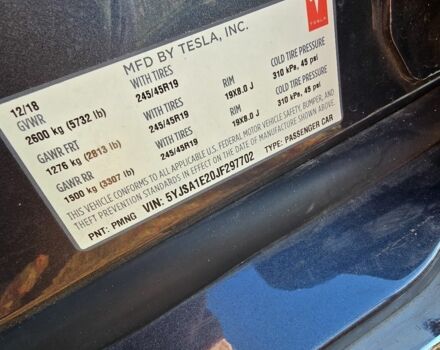 TESLA
MFD BY TESLA, INC.
12/18
GVWR WITH TIRES RIM COLD TIRE PRESSURE
2600 kg (5732 lb) 245/45R19 19X8.0 J 310 kPa, 45 psi
GAWR FRT WITH TIRES RIM COLD TIRE PRESSURE
1276 kg (2813 lb) 245/45R19 19X8.0 J 310 kPa, 45 psi
GAWR RR WITH TIRES
1500 kg (3307 lb) 245/45R19
THIS VEHICLE CONFORMS TO ALL APPLICABLE U.S. FEDERAL MOTOR VEHICLE SAFETY, BUMPER, AND
THEFT PREVENTION STANDARDS IN EFFECT ON THE DATE OF MANUFACTURE SHOWN ABOVE.
PNT: PMNG VIN: 5YJSA1E20JF297702 TYPE: PASSENGER CAR